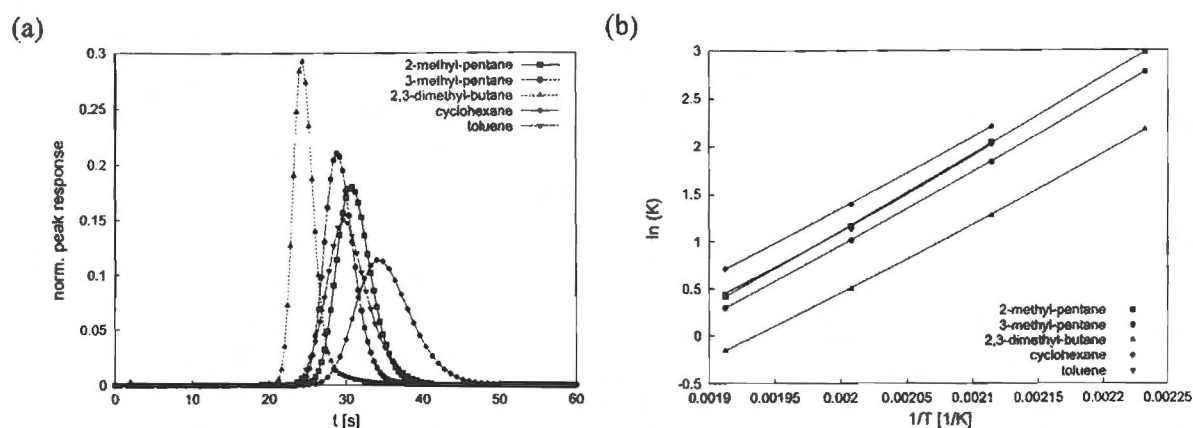 (a)
0.3
0.25
0.2
0.15
0.1
0.05
0
norm. peak response
2-methyl-pentane
3-methyl-pentane
2,3-dimethyl-butane
cyclohexane
toluene
0 10 20 30 40 50 60
t [s]
(b)
3
2.5
2
1.5
1
0.5
0
-0.5
ln (K)
2-methyl-pentane
3-methyl-pentane
2,3-dimethyl-butane
cyclohexane
toluene
0.0019 0.00195 0.002 0.00205 0.0021 0.00215 0.0022 0.00225
1/T [1/K]